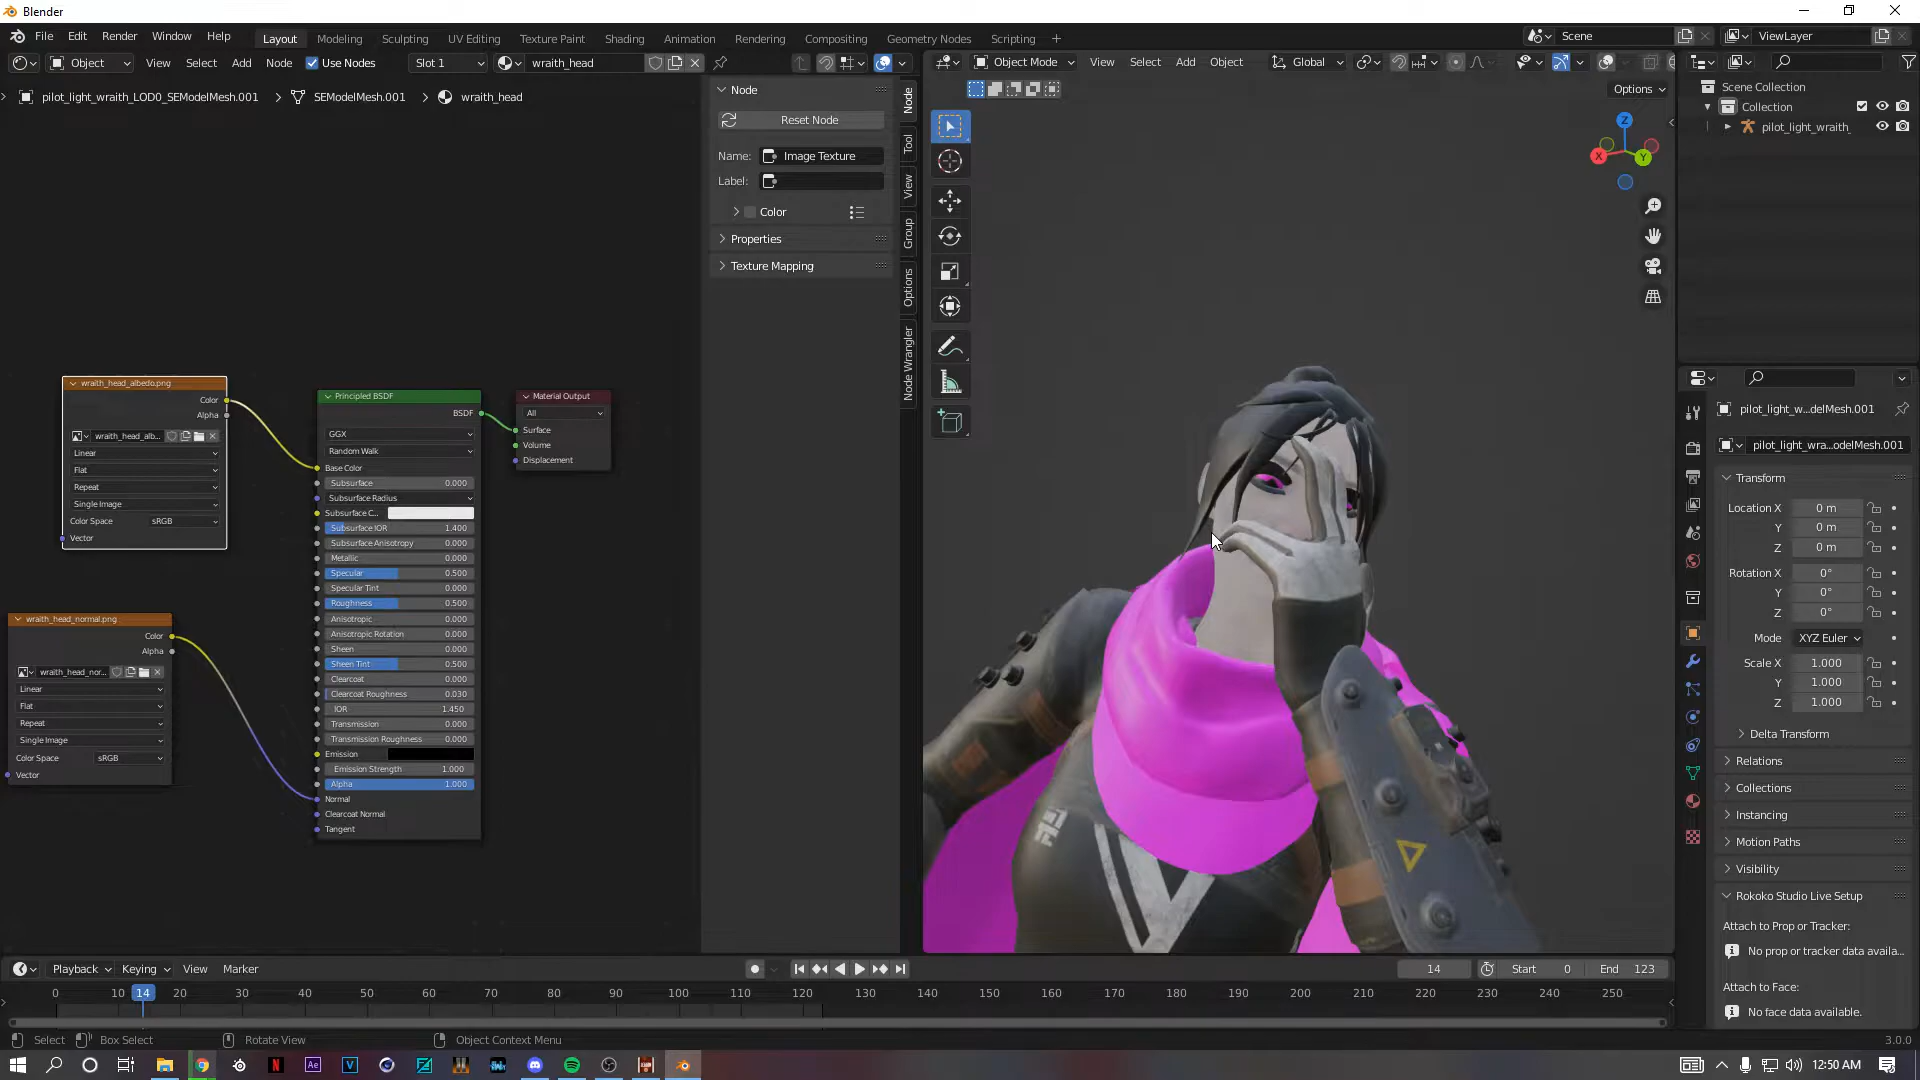 Blender
File Edit Render Window Help
Layout Modeling Sculpting UV Editing Texture Paint Shading Animation Rendering Compositing Geometry Nodes Scripting +
Scene
ViewLayer
Object View Select Add Node Use Nodes Slot 1 wraith_head
Object Mode View Select Add Object Global
Options
pilot_light_wraith_LOD0_SEModelMesh.001 > SEModelMesh.001 > wraith_head
Node
Reset Node
Name: Image Texture
Label:
Color
Properties
Texture Mapping
Node
Tool
View
Group
Options
Node Wrangler
Z
X
Y
Scene Collection
Collection
pilot_light_wraith_
wraith_head_albedo.png
Color
Alpha
wraith_head_alb...
Linear
Flat
Repeat
Single Image
Color Space sRGB
Vector
wraith_head_normal.png
Color
Alpha
wraith_head_nor...
Linear
Flat
Repeat
Single Image
Color Space sRGB
Vector
Principled BSDF
BSDF
GGX
Random Walk
Base Color
Subsurface 0.000
Subsurface Radius
Subsurface C...
Subsurface IOR 1.400
Subsurface Anisotropy 0.000
Metallic 0.000
Specular 0.500
Specular Tint 0.000
Roughness 0.500
Anisotropic 0.000
Anisotropic Rotation 0.000
Sheen 0.000
Sheen Tint 0.500
Clearcoat 0.000
Clearcoat Roughness 0.030
IOR 1.450
Transmission 0.000
Transmission Roughness 0.000
Emission
Emission Strength 1.000
Alpha 1.000
Normal
Clearcoat Normal
Tangent
Material Output
All
Surface
Volume
Displacement
pilot_light_w...delMesh.001
pilot_light_wra...odelMesh.001
Transform
Location X 0 m
Y 0 m
Z 0 m
Rotation X 0°
Y 0°
Z 0°
Mode XYZ Euler
Scale X 1.000
Y 1.000
Z 1.000
Delta Transform
Relations
Collections
Instancing
Motion Paths
Visibility
Rokoko Studio Live Setup
Attach to Prop or Tracker:
No prop or tracker data availa...
Attach to Face:
No face data available.
Playback Keying View Marker
14 Start 0 End 123
0 10 14 20 30 40 50 60 70 80 90 100 110 120 130 140 150 160 170 180 190 200 210 220 230 240 250
Select Box Select Rotate View Object Context Menu
3.0.0
12:50 AM